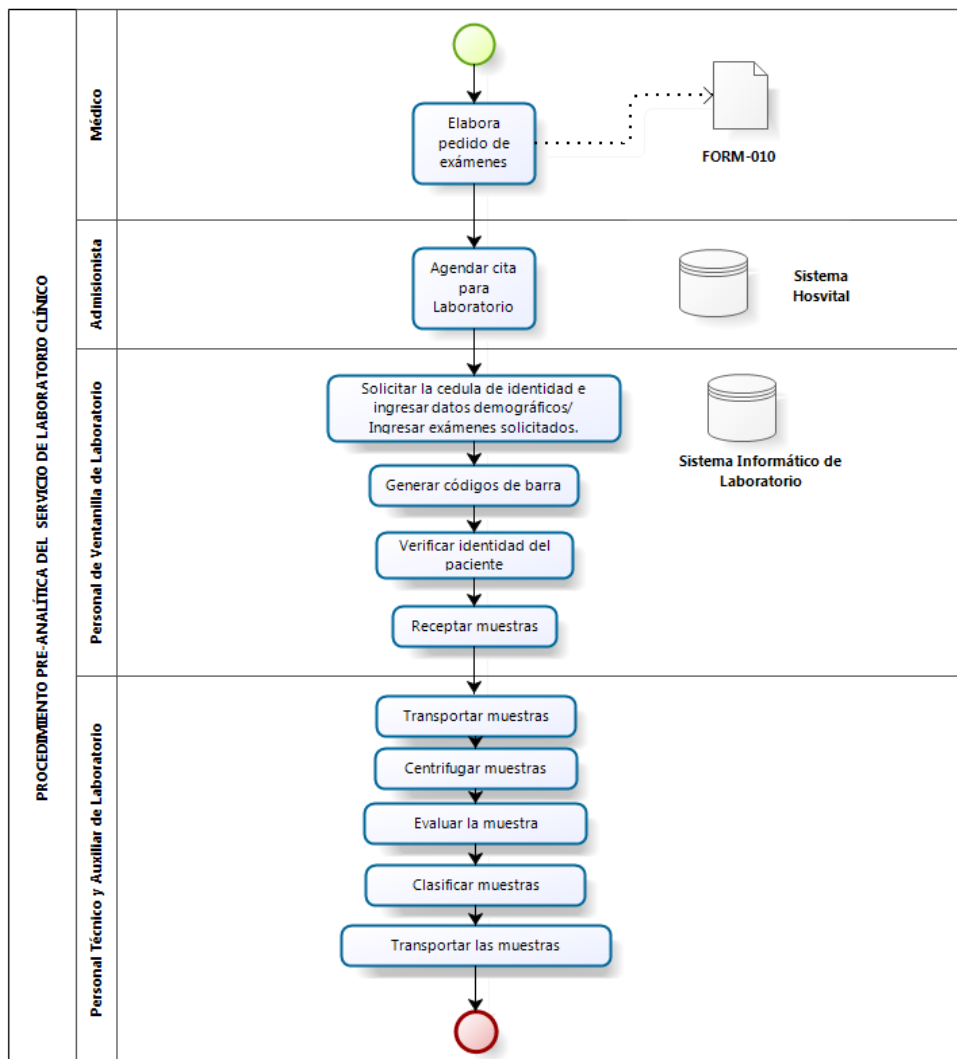 PROCEDIMIENTO PRE-ANALÍTICA DEL SERVICIO DE LABORATORIO CLÍNICO
Médico
Elabora
pedido de
exámenes
FORM-010
Admisionista
Agendar cita
para
Laboratorio
Sistema
Hosvital
Personal de Ventanilla de Laboratorio
Solicitar la cedula de identidad e
ingresar datos demográficos/
Ingresar exámenes solicitados.
Sistema Informático de
Laboratorio
Generar códigos de barra
Verificar identidad del
paciente
Receptar muestras
Personal Técnico y Auxiliar de Laboratorio
Transportar muestras
Centrifugar muestras
Evaluar la muestra
Clasificar muestras
Transportar las muestras